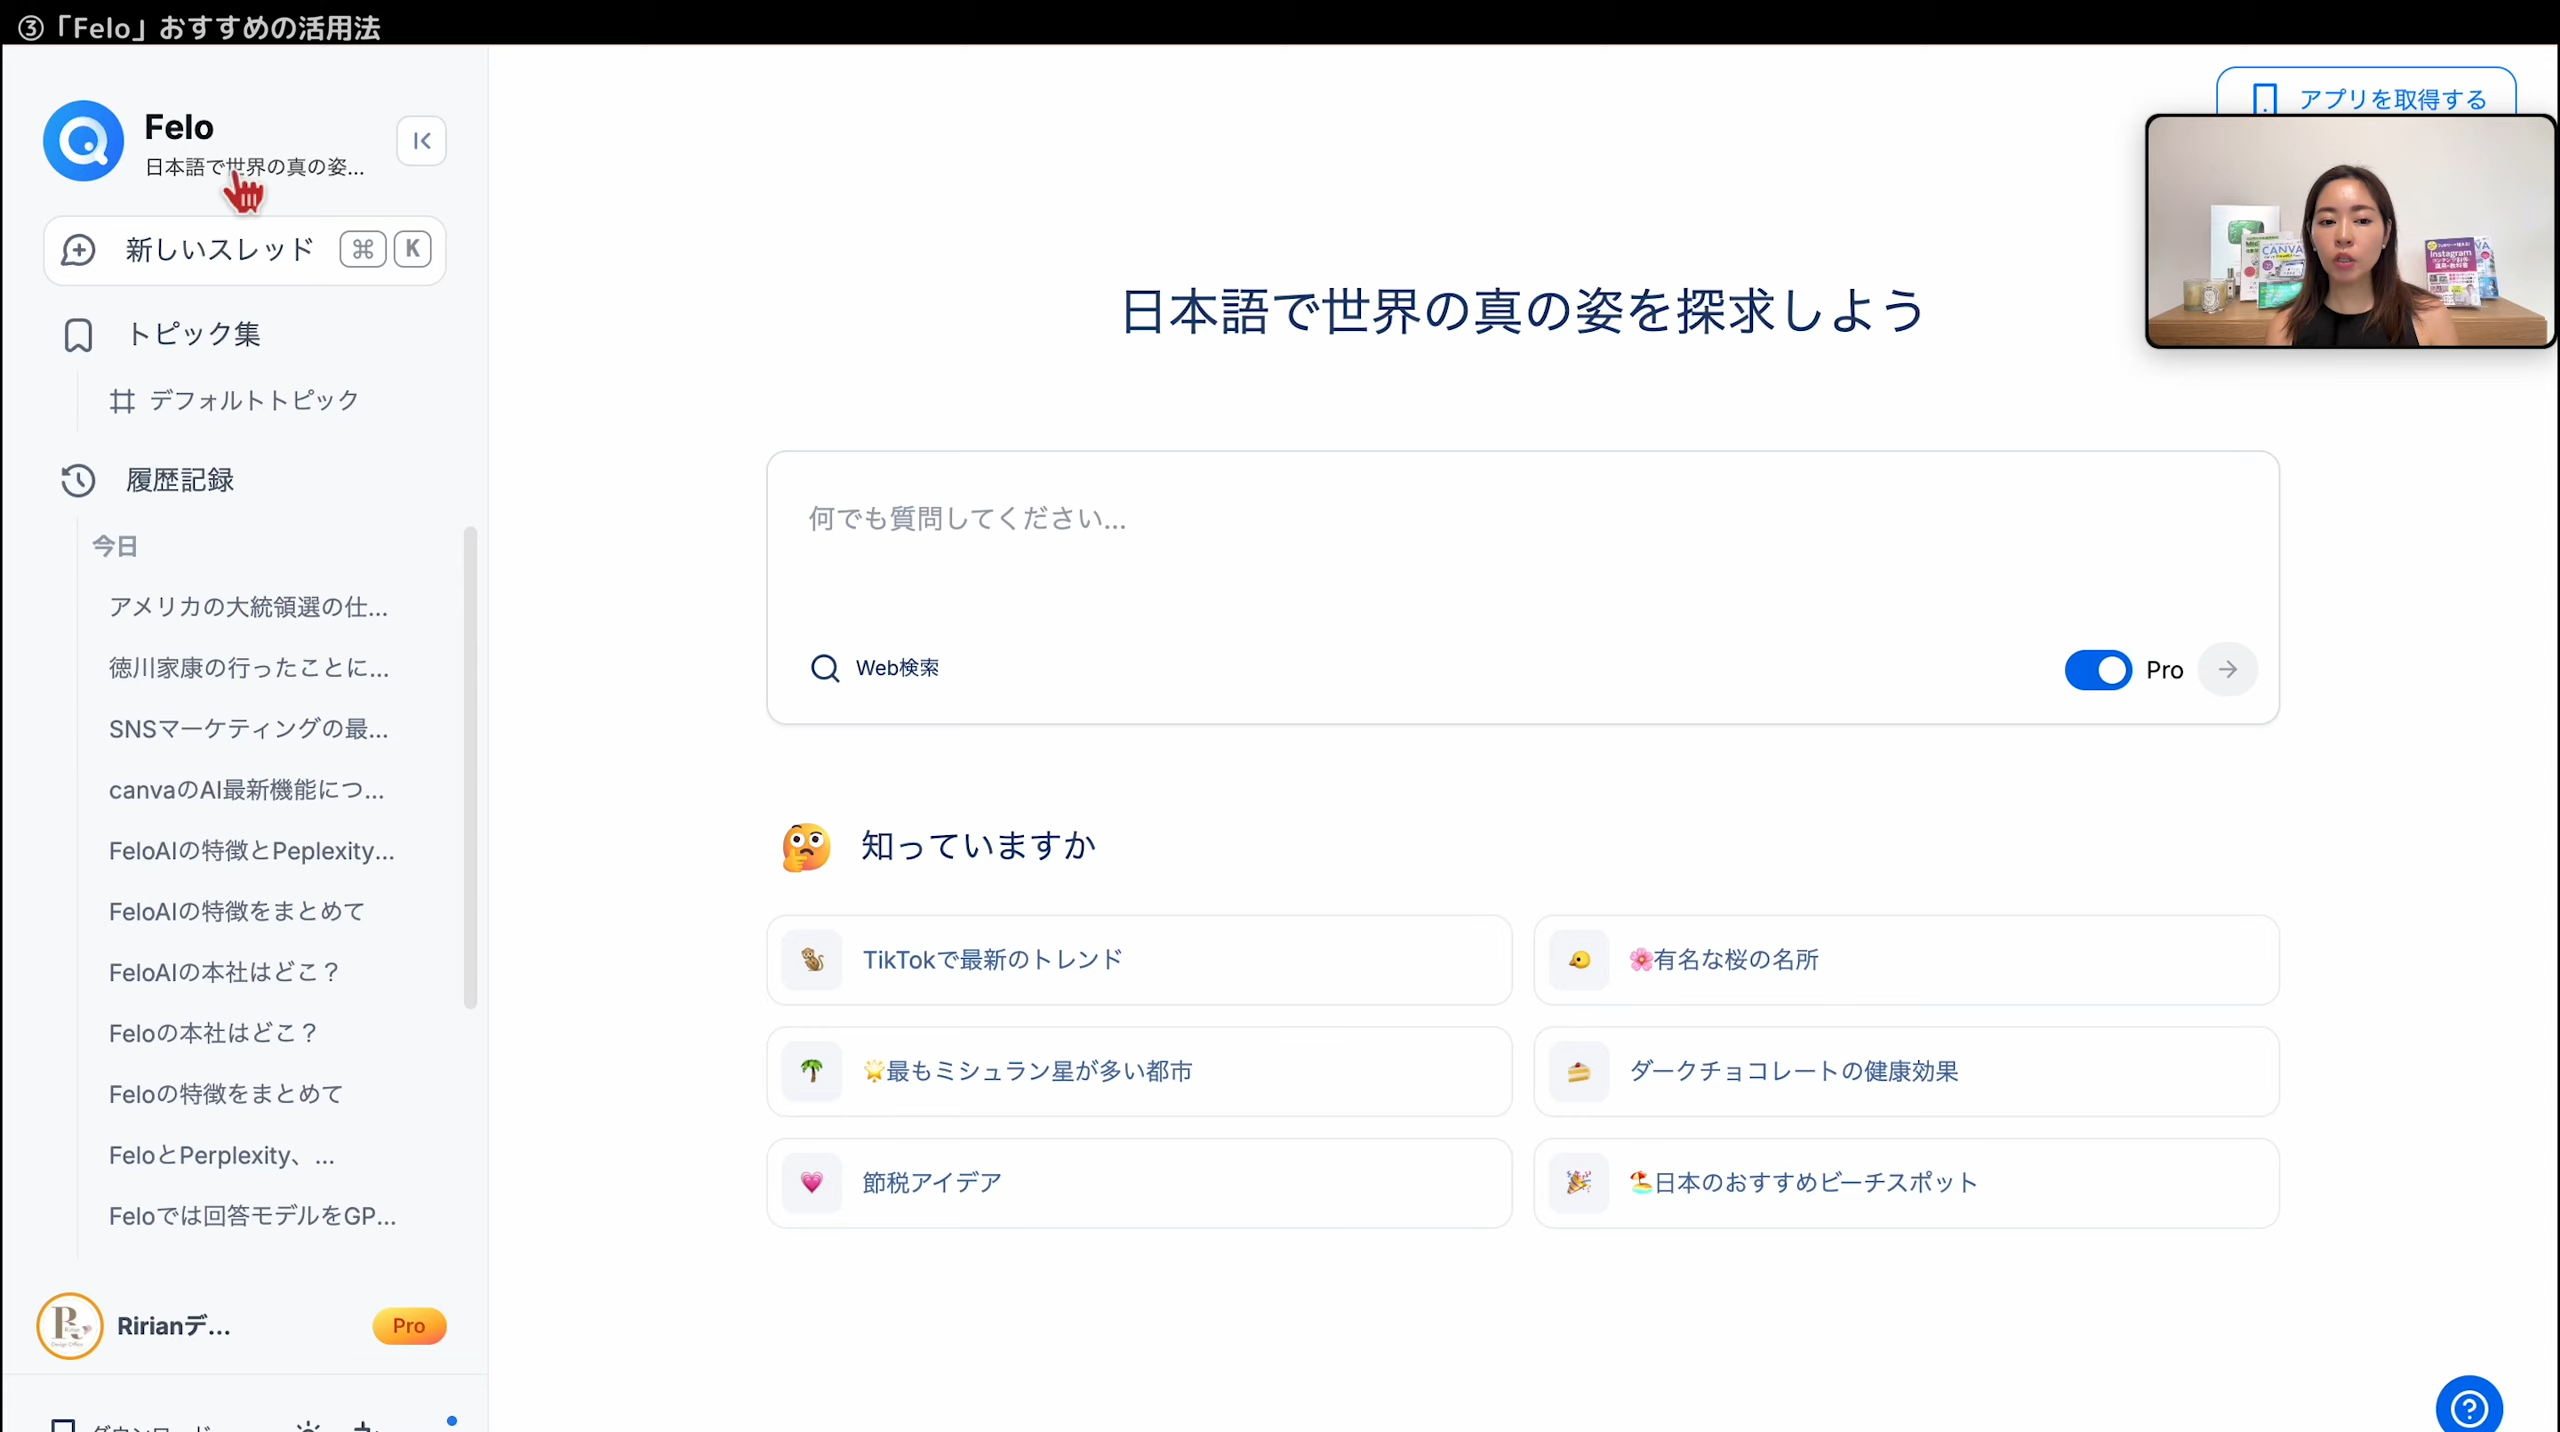 ③「Felo」おすすめの活用法
アプリを取得する
Felo
日本語で世界の真の姿...
新しいスレッド ⌘ K
トピック集
デフォルトトピック
履歴記録
今日
アメリカの大統領選の仕...
徳川家康の行ったことに...
SNSマーケティングの最...
canvaのAI最新機能につ...
FeloAIの特徴とPeplexity...
FeloAIの特徴をまとめて
FeloAIの本社はどこ？
Feloの本社はどこ？
Feloの特徴をまとめて
FeloとPerplexity、...
Feloでは回答モデルをGP...
Ririanデ...
Pro
ダウンロード
日本語で世界の真の姿を探求しよう
何でも質問してください...
Web検索
Pro
知っていますか
TikTokで最新のトレンド
有名な桜の名所
最もミシュラン星が多い都市
ダークチョコレートの健康効果
節税アイデア
日本のおすすめビーチスポット
CANVA
Instagram